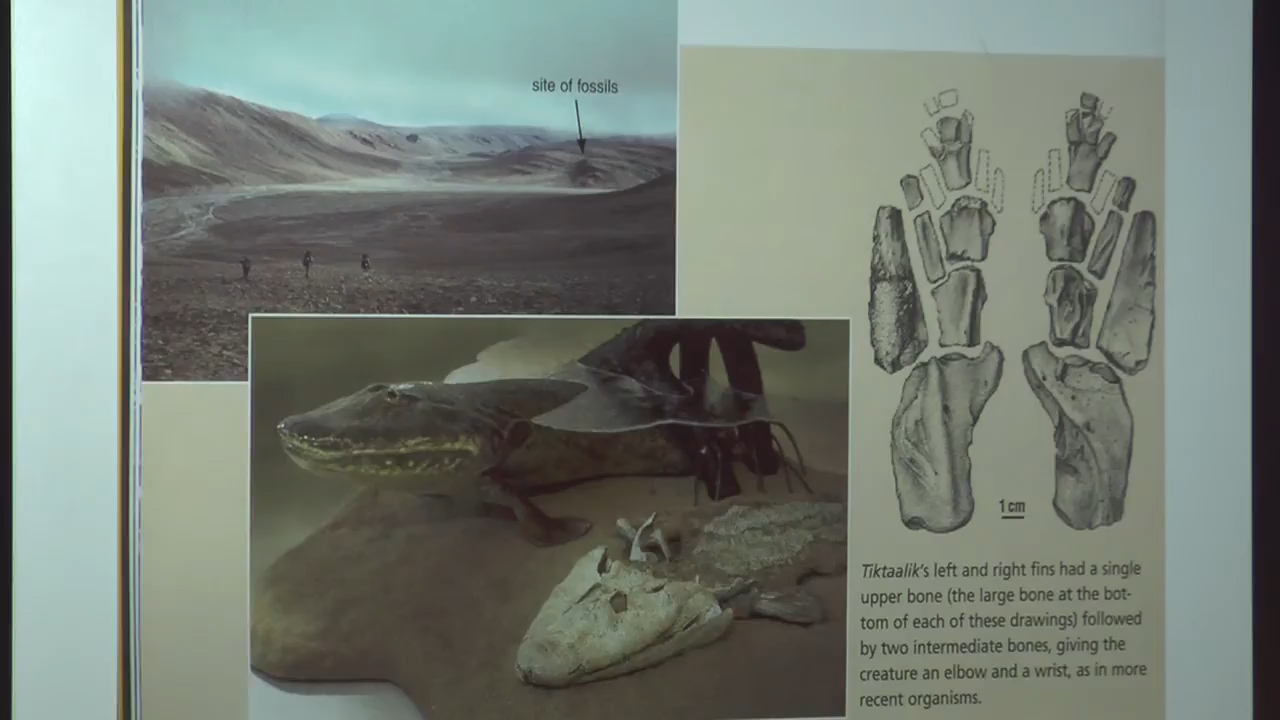 site of fossils
1 cm
Tiktaalik's left and right fins had a single
upper bone (the large bone at the bot-
tom of each of these drawings) followed
by two intermediate bones, giving the
creature an elbow and a wrist, as in more
recent organisms.